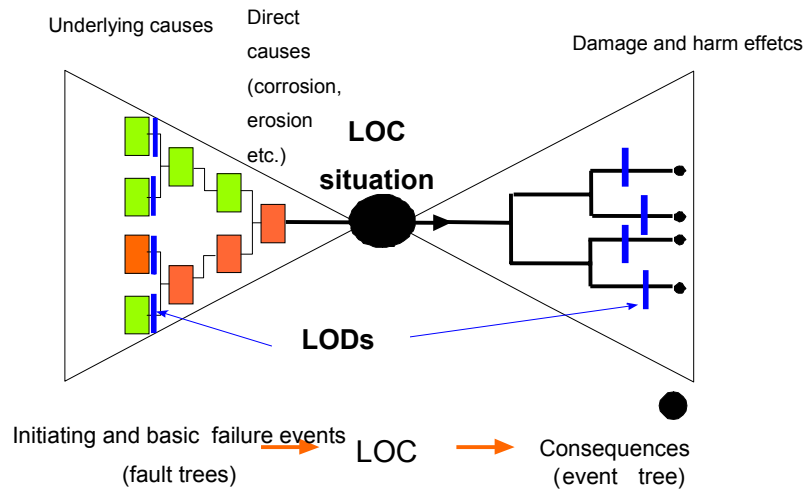 Underlying causes
Direct
causes
(corrosion,
erosion
etc.)
Damage and harm effetcs
LOC
situation
LODs
Initiating and basic failure events
(fault trees)
LOC
Consequences
(event tree)